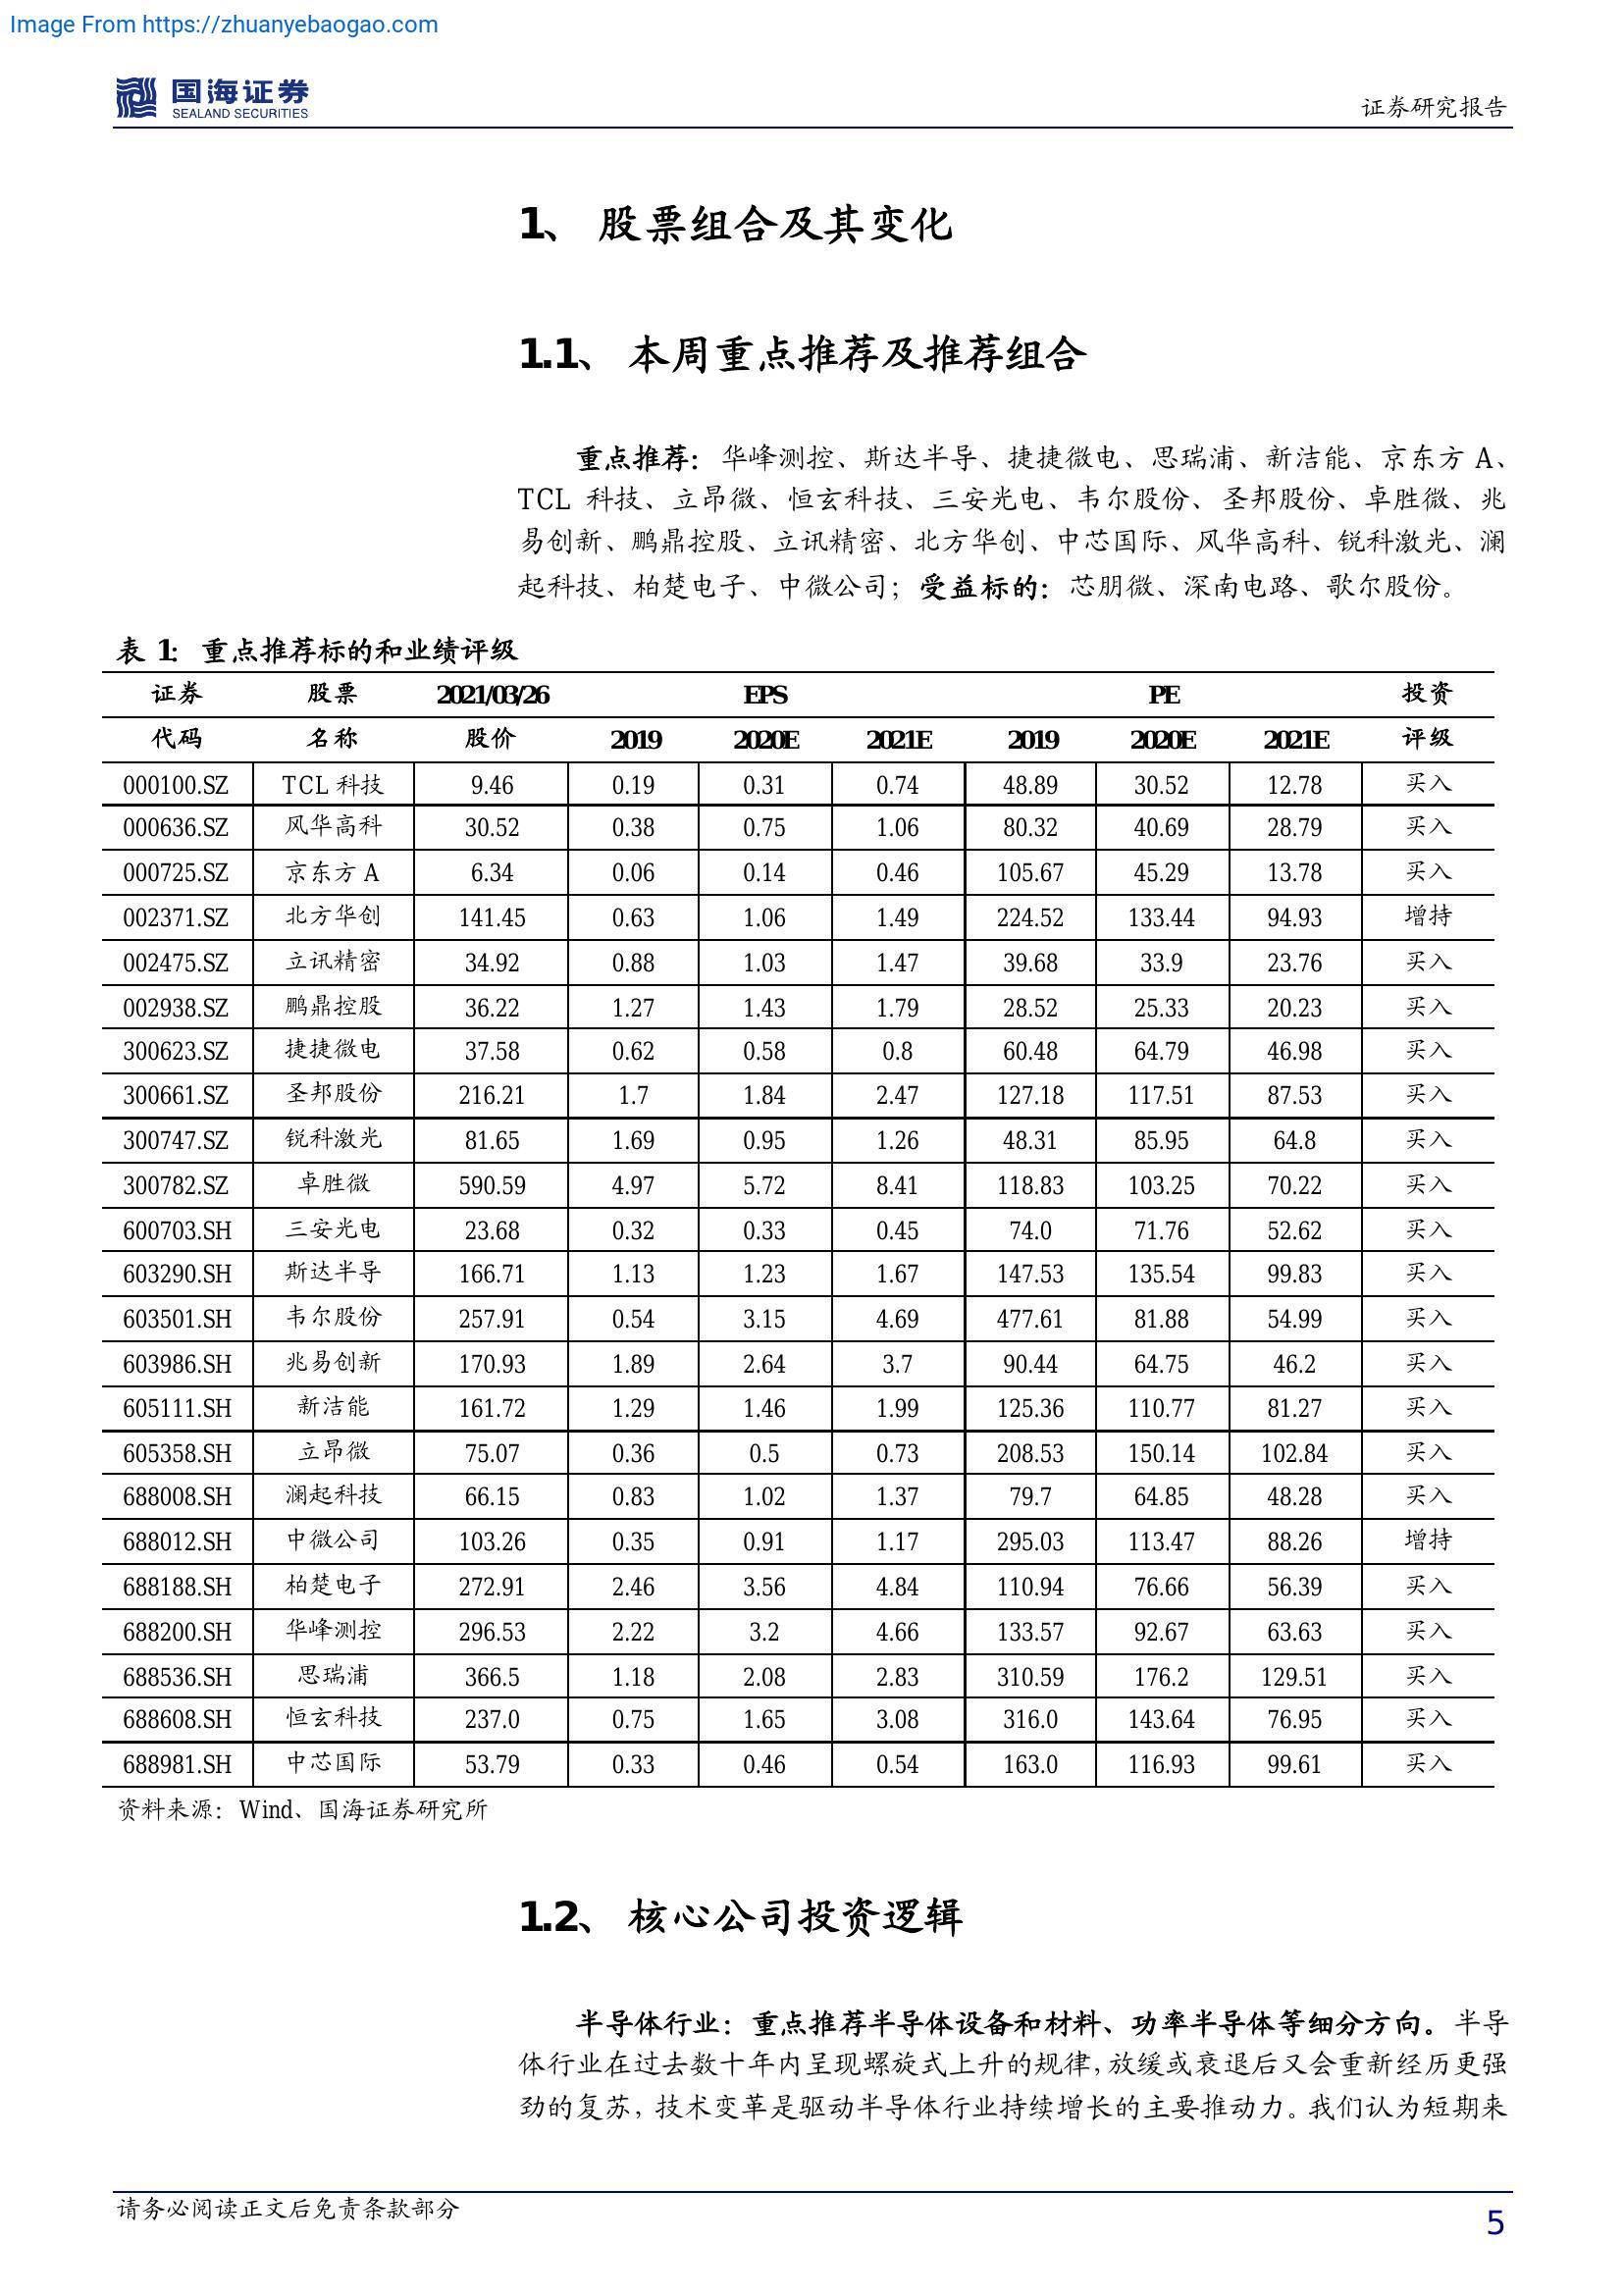 Image From https://zhuanyebaogao.com
国海证券
SEALAND SECURITIES
证券研究报告
1、 股票组合及其变化
1.1、 本周重点推荐及推荐组合
重点推荐：华峰测控、斯达半导、捷捷微电、思瑞浦、新洁能、京东方 A、
TCL 科技、立昂微、恒玄科技、三安光电、韦尔股份、圣邦股份、卓胜微、兆
易创新、鹏鼎控股、立讯精密、北方华创、中芯国际、风华高科、锐科激光、澜
起科技、柏楚电子、中微公司；受益标的：芯朋微、深南电路、歌尔股份。
表 1：重点推荐标的和业绩评级
证券 股票 2021/03/26 EPS PE 投资
代码 名称 股价 2019 2020E 2021E 2019 2020E 2021E 评级
000100.SZ TCL 科技 9.46 0.19 0.31 0.74 48.89 30.52 12.78 买入
000636.SZ 风华高科 30.52 0.38 0.75 1.06 80.32 40.69 28.79 买入
000725.SZ 京东方 A 6.34 0.06 0.14 0.46 105.67 45.29 13.78 买入
002371.SZ 北方华创 141.45 0.63 1.06 1.49 224.52 133.44 94.93 增持
002475.SZ 立讯精密 34.92 0.88 1.03 1.47 39.68 33.9 23.76 买入
002938.SZ 鹏鼎控股 36.22 1.27 1.43 1.79 28.52 25.33 20.23 买入
300623.SZ 捷捷微电 37.58 0.62 0.58 0.8 60.48 64.79 46.98 买入
300661.SZ 圣邦股份 216.21 1.7 1.84 2.47 127.18 117.51 87.53 买入
300747.SZ 锐科激光 81.65 1.69 0.95 1.26 48.31 85.95 64.8 买入
300782.SZ 卓胜微 590.59 4.97 5.72 8.41 118.83 103.25 70.22 买入
600703.SH 三安光电 23.68 0.32 0.33 0.45 74.0 71.76 52.62 买入
603290.SH 斯达半导 166.71 1.13 1.23 1.67 147.53 135.54 99.83 买入
603501.SH 韦尔股份 257.91 0.54 3.15 4.69 477.61 81.88 54.99 买入
603986.SH 兆易创新 170.93 1.89 2.64 3.7 90.44 64.75 46.2 买入
605111.SH 新洁能 161.72 1.29 1.46 1.99 125.36 110.77 81.27 买入
605358.SH 立昂微 75.07 0.36 0.5 0.73 208.53 150.14 102.84 买入
688008.SH 澜起科技 66.15 0.83 1.02 1.37 79.7 64.85 48.28 买入
688012.SH 中微公司 103.26 0.35 0.91 1.17 295.03 113.47 88.26 增持
688188.SH 柏楚电子 272.91 2.46 3.56 4.84 110.94 76.66 56.39 买入
688200.SH 华峰测控 296.53 2.22 3.2 4.66 133.57 92.67 63.63 买入
688536.SH 思瑞浦 366.5 1.18 2.08 2.83 310.59 176.2 129.51 买入
688608.SH 恒玄科技 237.0 0.75 1.65 3.08 316.0 143.64 76.95 买入
688981.SH 中芯国际 53.79 0.33 0.46 0.54 163.0 116.93 99.61 买入
资料来源：Wind、国海证券研究所
1.2、 核心公司投资逻辑
半导体行业：重点推荐半导体设备和材料、功率半导体等细分方向。半导
体行业在过去数十年内呈现螺旋式上升的规律，放缓或衰退后又会重新经历更强
劲的复苏，技术变革是驱动半导体行业持续增长的主要推动力。我们认为短期来
请务必阅读正文后免责条款部分
5